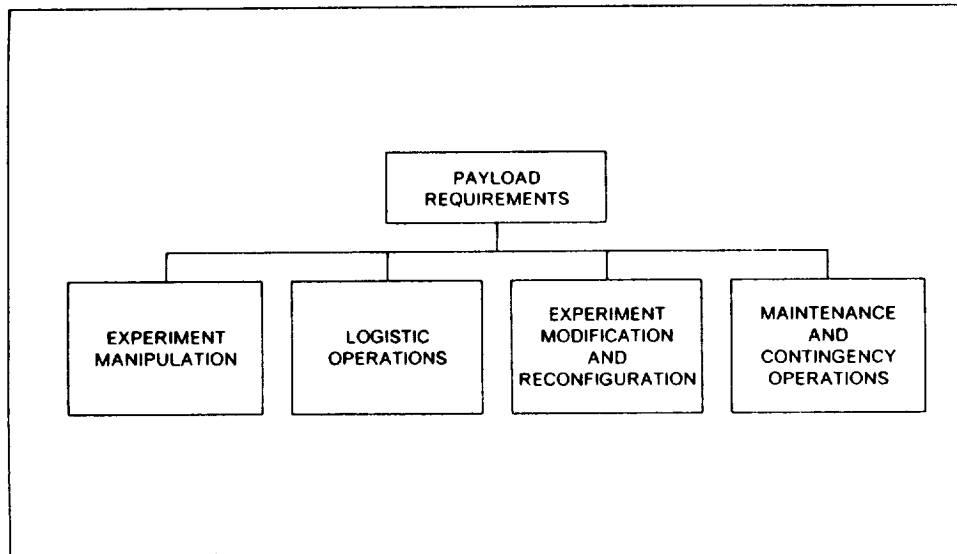 PAYLOAD
REQUIREMENTS
EXPERIMENT
MANIPULATION
LOGISTIC
OPERATIONS
EXPERIMENT
MODIFICATION
AND
RECONFIGURATION
MAINTENANCE
AND
CONTINGENCY
OPERATIONS